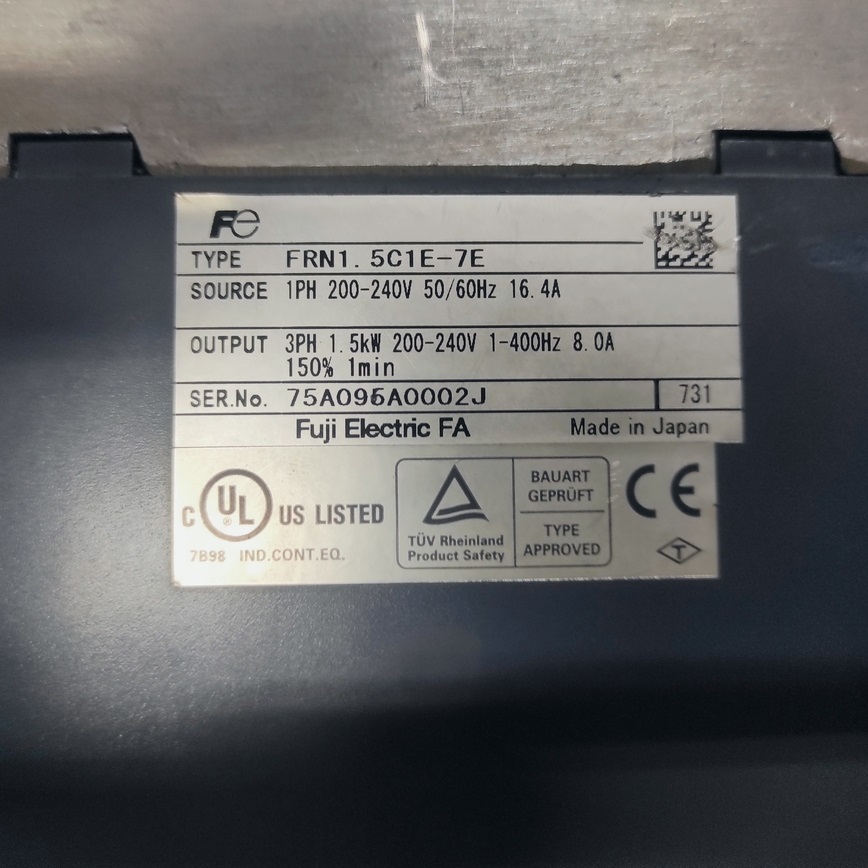 Fe
TYPE FRN1.5C1E-7E
SOURCE 1PH 200-240V 50/60Hz 16.4A
OUTPUT 3PH 1.5kW 200-240V 1-400Hz 8.0A
150% 1min
SER.No. 75A095A0002J 731
Fuji Electric FA Made in Japan
C UL ® US LISTED
7B98 IND.CONT.EQ.
TÜV Rheinland
Product Safety
BAUART
GEPRÜFT
TYPE
APPROVED
CE
T